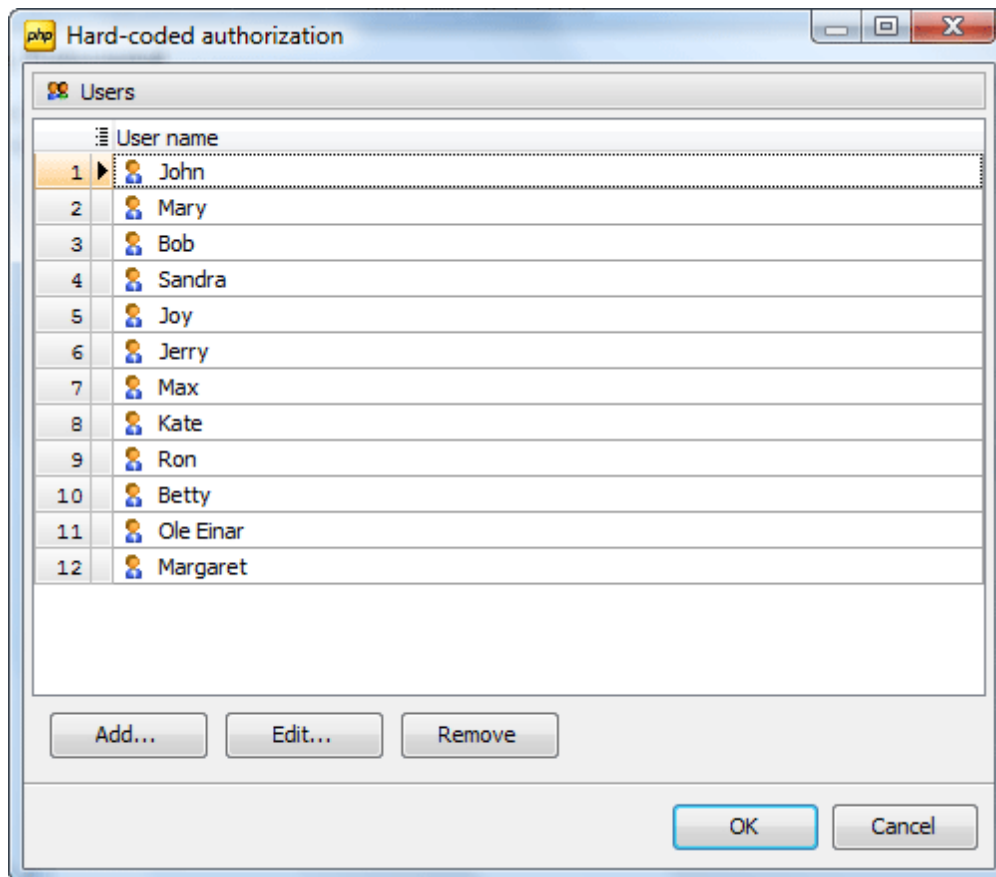 php Hard-coded authorization
Users
User name
1 John
2 Mary
3 Bob
4 Sandra
5 Joy
6 Jerry
7 Max
8 Kate
9 Ron
10 Betty
11 Ole Einar
12 Margaret
Add... Edit... Remove
OK Cancel